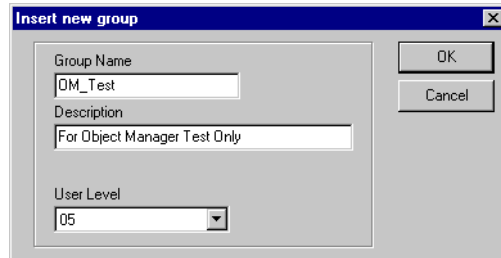 Insert new group
Group Name
OM_Test
Description
For Object Manager Test Only
User Level
05
OK
Cancel